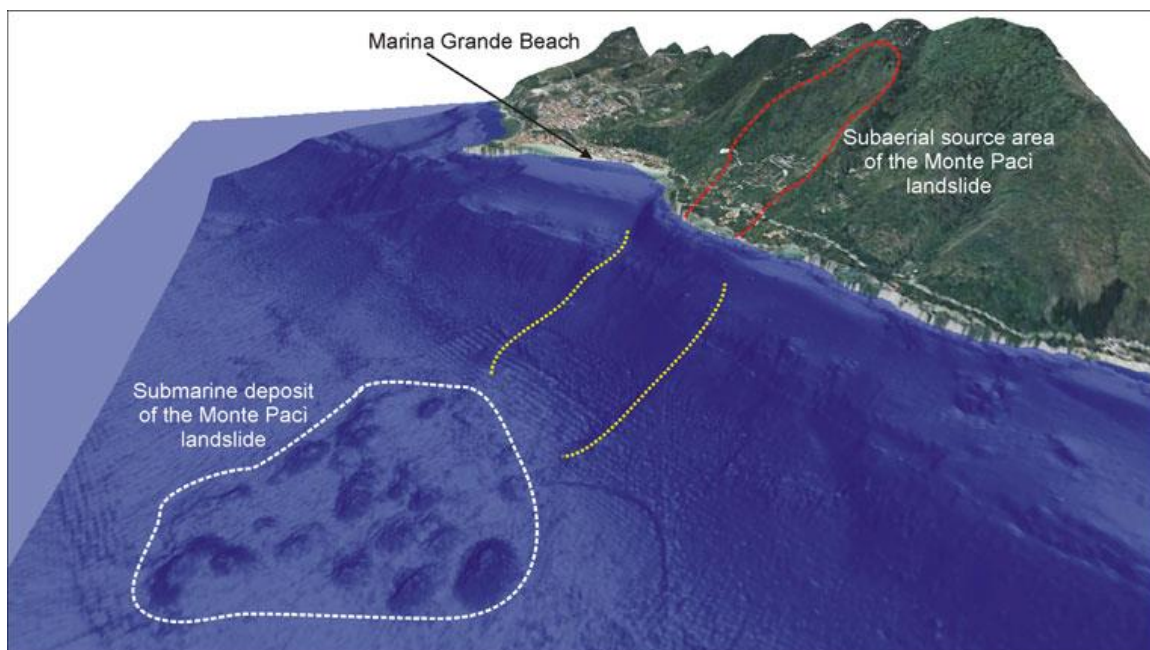 Marina Grande Beach
Subaerial source area
of the Monte Paci
landslide
Submarine deposit
of the Monte Paci
landslide